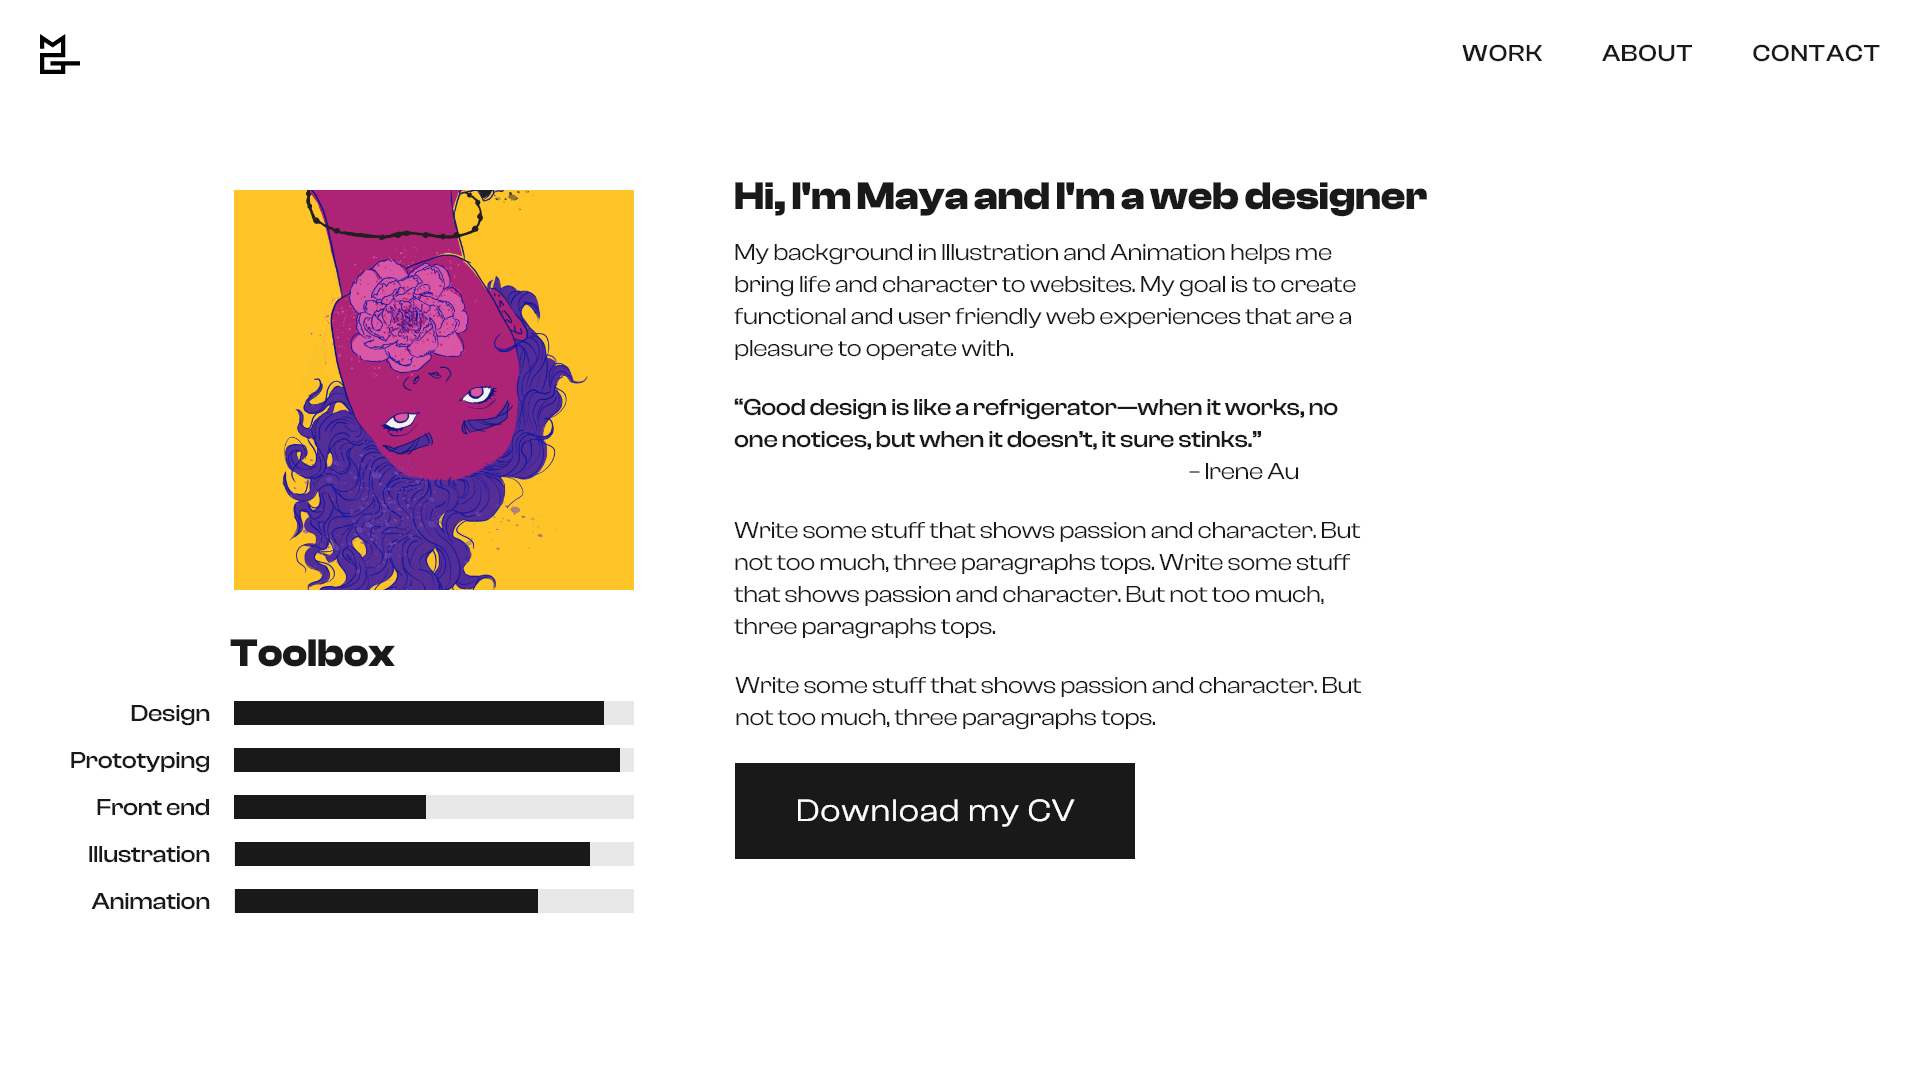 WORK ABOUT CONTACT
Hi, I'm Maya and I'm a web designer
My background in Illustration and Animation helps me
bring life and character to websites. My goal is to create
functional and user friendly web experiences that are a
pleasure to operate with.
“Good design is like a refrigerator—when it works, no
one notices, but when it doesn’t, it sure stinks.”
– Irene Au
Write some stuff that shows passion and character. But
not too much, three paragraphs tops. Write some stuff
that shows passion and character. But not too much,
three paragraphs tops.
Write some stuff that shows passion and character. But
not too much, three paragraphs tops.
Download my CV
Toolbox
Design
Prototyping
Front end
Illustration
Animation